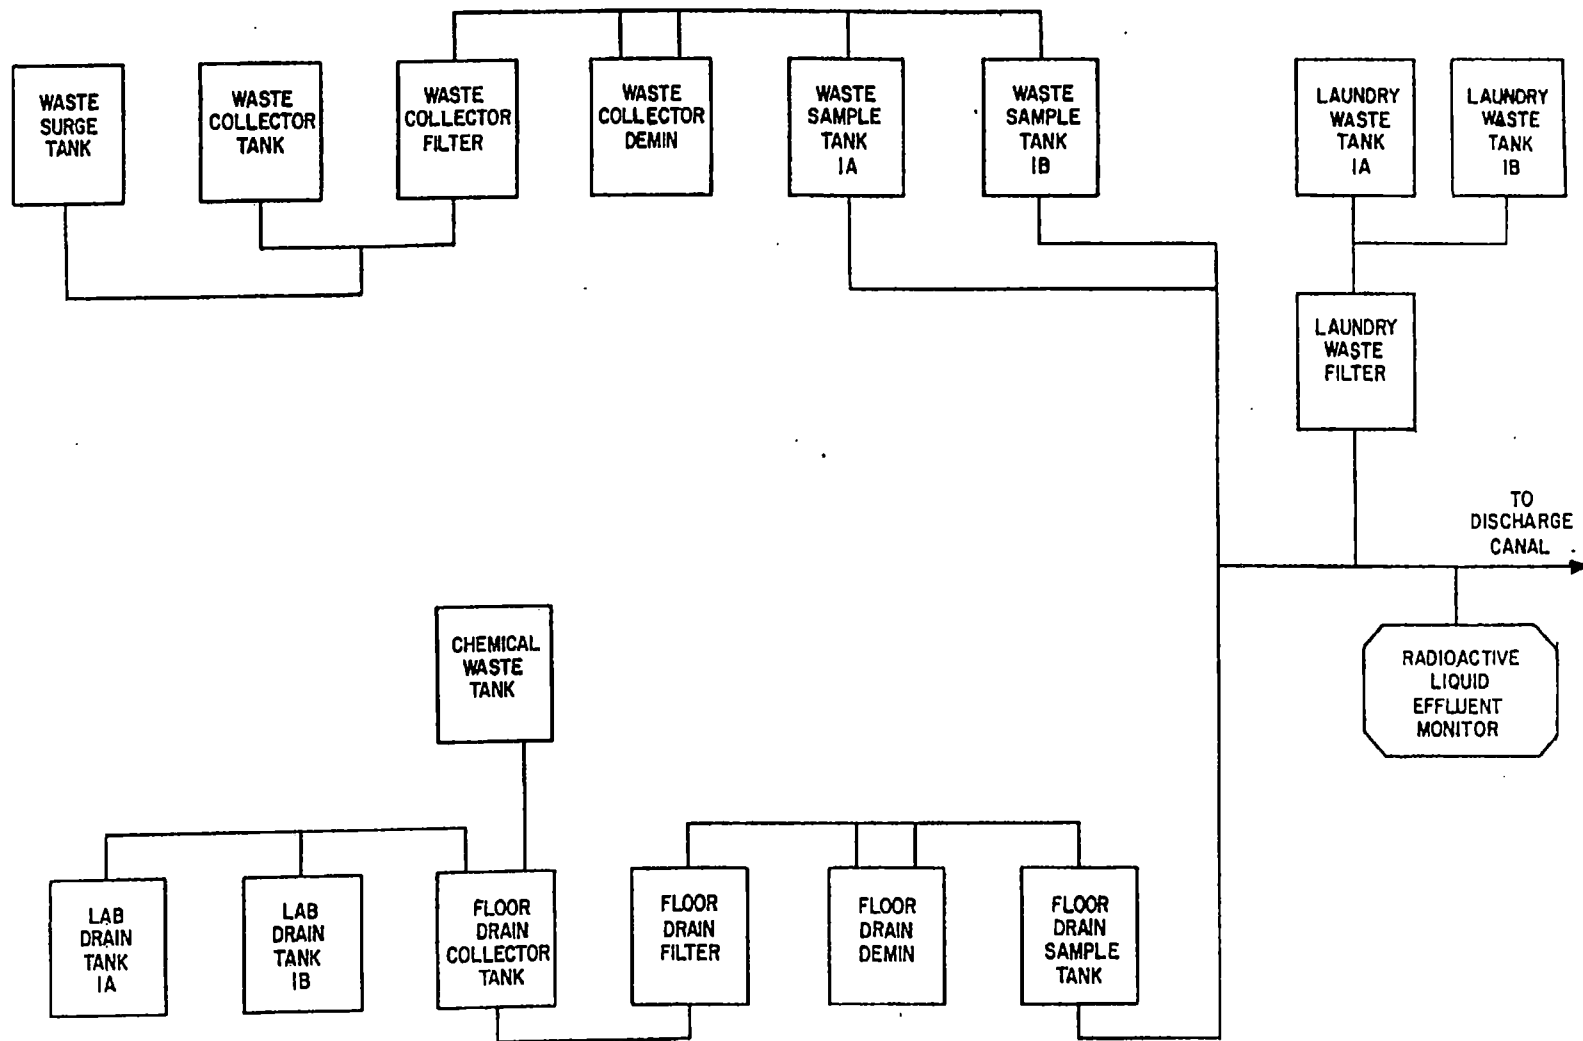 WASTE
SURGE
TANK
WASTE
COLLECTOR
TANK
WASTE
COLLECTOR
FILTER
WASTE
COLLECTOR
DEMIN
WASTE
SAMPLE
TANK
1A
WASTE
SAMPLE
TANK
1B
LAUNDRY
WASTE
TANK
1A
LAUNDRY
WASTE
TANK
1B
LAUNDRY
WASTE
FILTER
TO
DISCHARGE
CANAL
CHEMICAL
WASTE
TANK
RADIOACTIVE
LIQUID
EFFLUENT
MONITOR
LAB
DRAIN
TANK
1A
LAB
DRAIN
TANK
1B
FLOOR
DRAIN
COLLECTOR
TANK
FLOOR
DRAIN
FILTER
FLOOR
DRAIN
DEMIN
FLOOR
DRAIN
SAMPLE
TANK